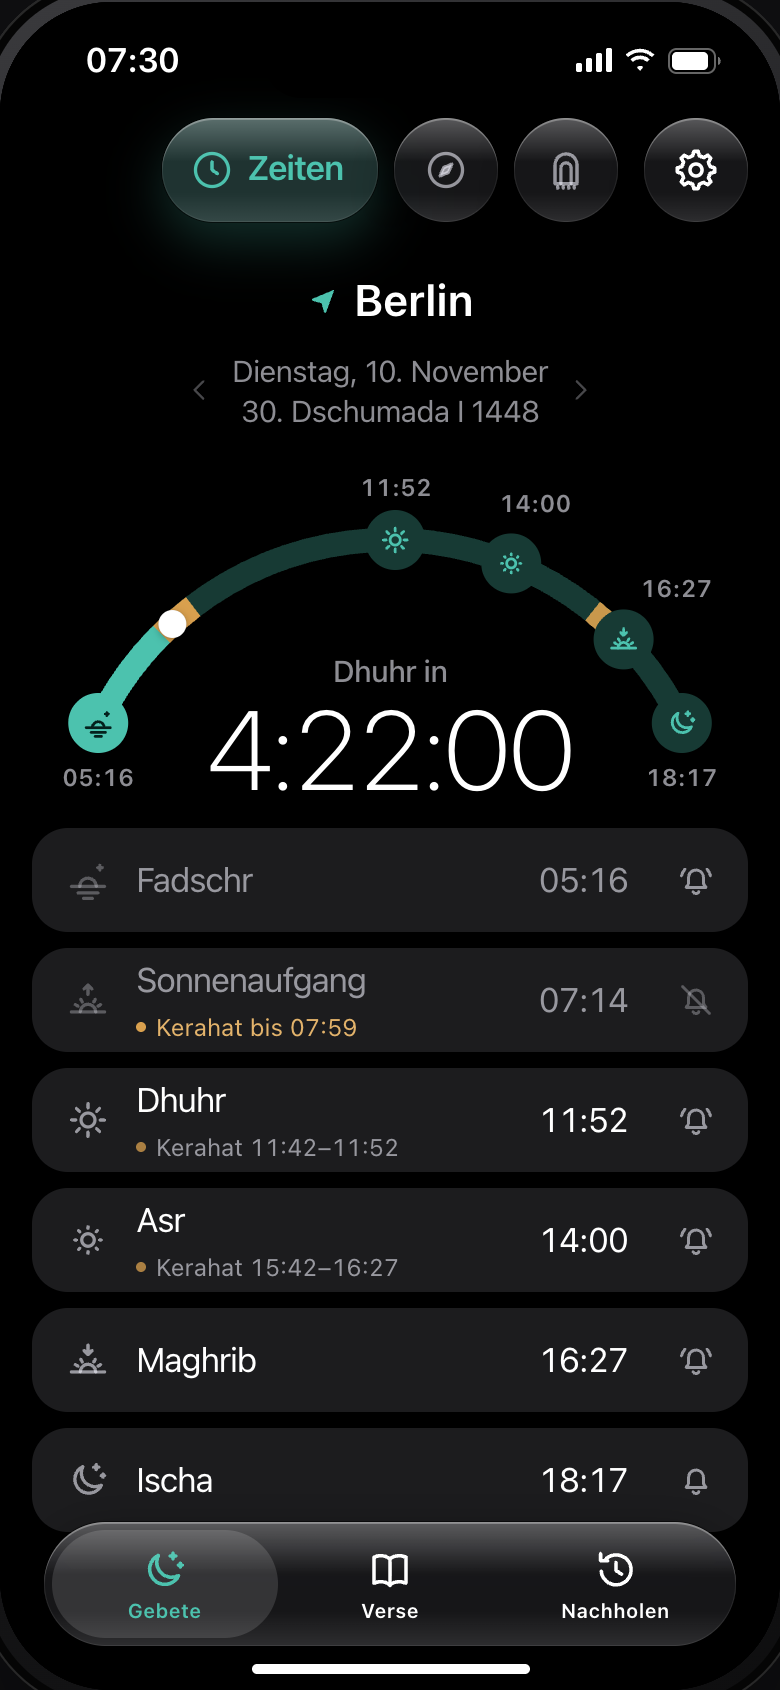 07:30
Zeiten
Berlin
Dienstag, 10. November
30. Dschumada I 1448
11:52
14:00
16:27
Dhuhr in
4:22:00
05:16
18:17
Fadschr
05:16
Sonnenaufgang
Kerahat bis 07:59
07:14
Dhuhr
Kerahat 11:42–11:52
11:52
Asr
Kerahat 15:42–16:27
14:00
Maghrib
16:27
Ischa
18:17
Gebete
Verse
Nachholen